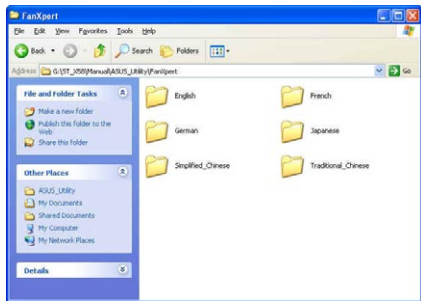 FanXpert
File Edit View Favorites Tools Help
Back Search Folders
Address G:\ST_X58\Manual\ASUS_Utility\FanXpert Go
File and Folder Tasks
Make a new folder
Publish this folder to the
Web
Share this folder
Other Places
ASUS_Utility
My Documents
Shared Documents
My Computer
My Network Places
Details
English
French
German
Japanese
Simplified_Chinese
Traditional_Chinese